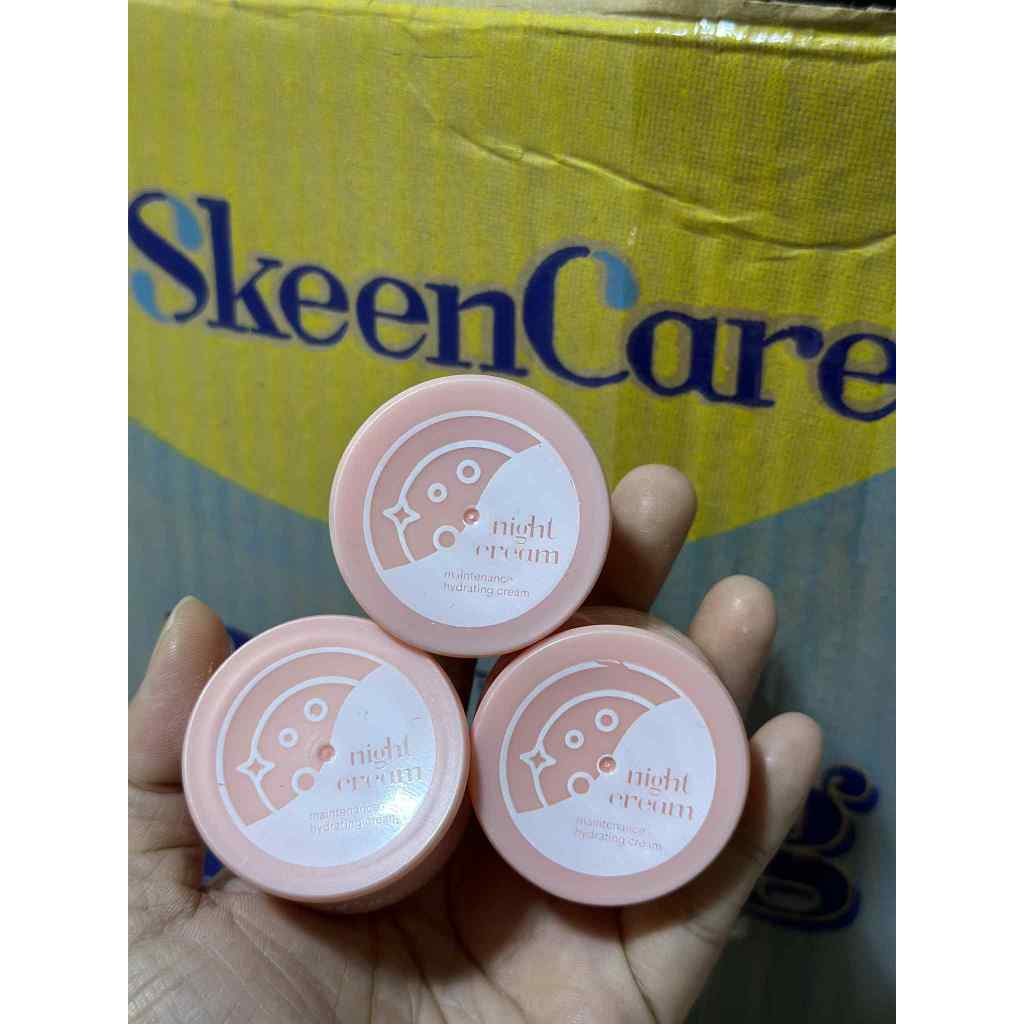 SkeenCare
night
cream
maintenance
hydrating cream
night
cream
maintenance
hydrating cream
night
cream
maintenance
hydrating cream